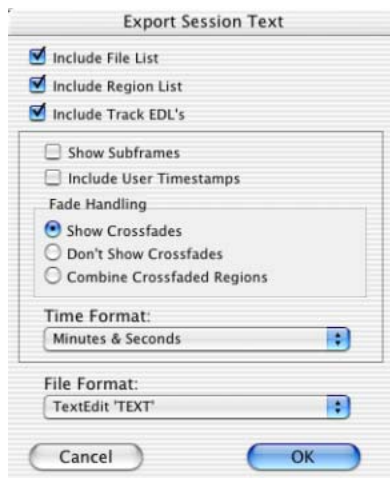 Export Session Text
Include File List
Include Region List
Include Track EDL's
Show Subframes
Include User Timestamps
Fade Handling
Show Crossfades
Don't Show Crossfades
Combine Crossfaded Regions
Time Format:
Minutes & Seconds
File Format:
TextEdit 'TEXT'
Cancel OK